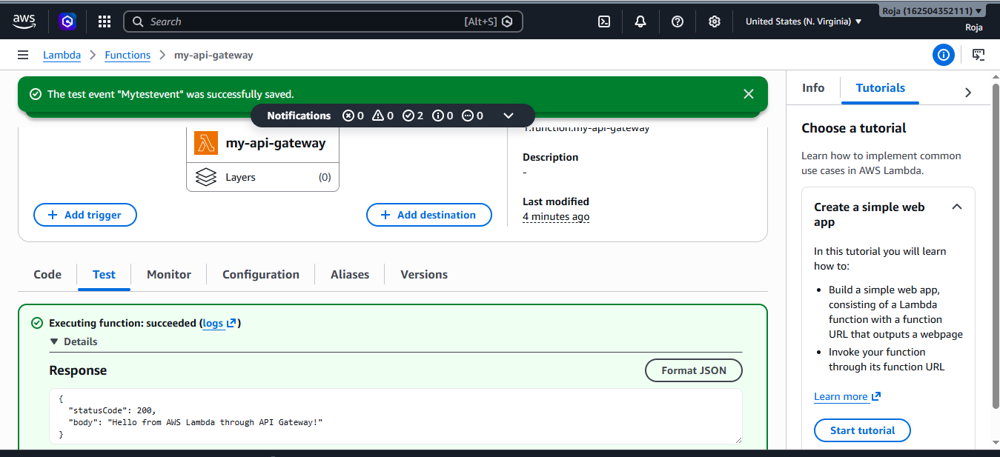 aws
Search
[Alt+S]
United States (N. Virginia)
Roja (162504352111)
Roja
Lambda
Functions
my-api-gateway
The test event "Mytestevent" was successfully saved.
Notifications 0 0 2 0 0
my-api-gateway
Layers (0)
Add trigger
Add destination
1:function:my-api-gateway
Description
-
Last modified
4 minutes ago
Code
Test
Monitor
Configuration
Aliases
Versions
Executing function: succeeded (logs)
Details
Response
Format JSON
{
"statusCode": 200,
"body": "Hello from AWS Lambda through API Gateway!"
}
Info
Tutorials
Choose a tutorial
Learn how to implement common
use cases in AWS Lambda.
Create a simple web
app
In this tutorial you will learn
how to:
• Build a simple web app,
consisting of a Lambda
function with a function
URL that outputs a webpage
• Invoke your function
through its function URL
Learn more
Start tutorial